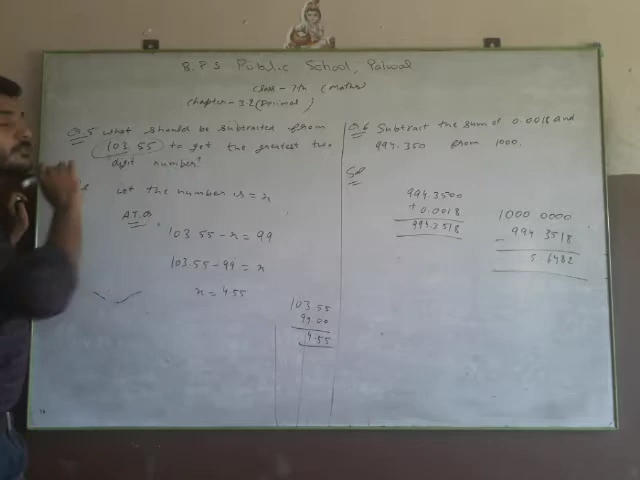 B.P.S Public School, Palwal
Class-7th (Maths)
Chapter-3.2 (Decimal)
Q.5 What should be subtracted from
103.55 to get the greatest two
digit number?
Let the number is = x
A.T.Q.
103.55 - x = 99
103.55 - 99 = x
x = 4.55
103.55
99.00
4.55
Q.6 Subtract the sum of 0.0018 and
994.350 from 1000.
Sol
994.3500
+ 0.0018
994.3518
1000 0000
- 994 3518
5 6482